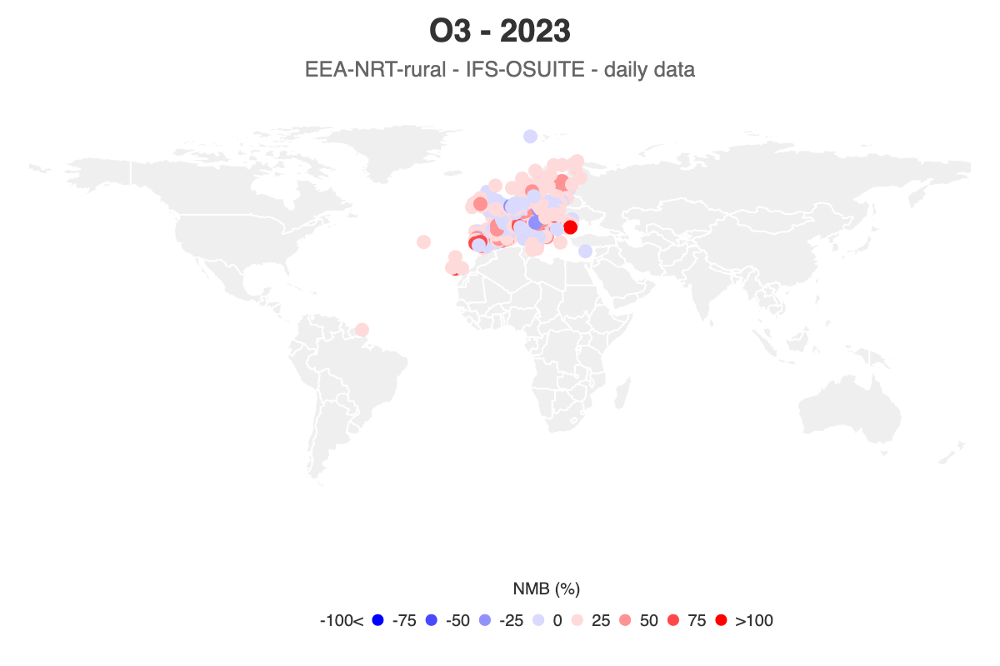 O3 - 2023
EEA-NRT-rural - IFS-OSUITE - daily data
NMB (%)
-100< -75 -50 -25 0 25 50 75 >100